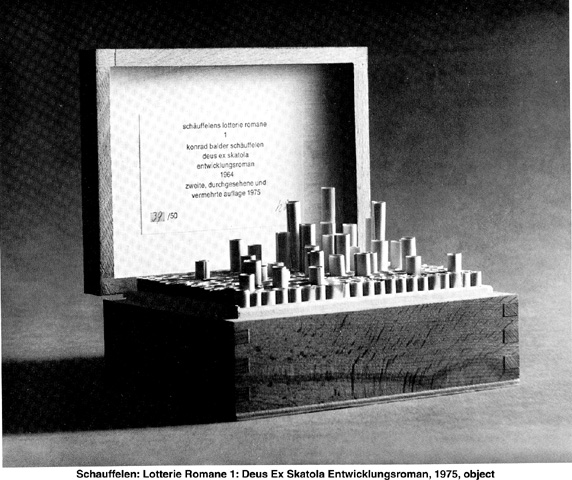 schäuffelens lotterie romane
1
konrad balder schäuffelen
deus ex skatola
entwicklungsroman
1964
zweite, durchgesehene und
vermehrte auflage 1975
/50
Schauffelen: Lotterie Romane 1: Deus Ex Skatola Entwicklungsroman, 1975, object